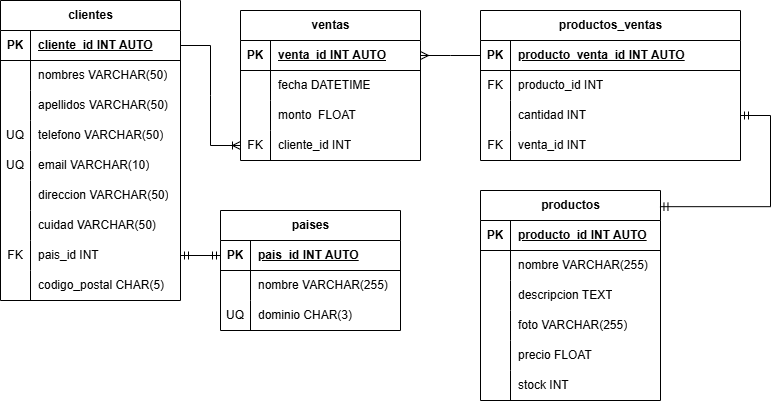 clientes
PK cliente_id INT AUTO
nombres VARCHAR(50)
apellidos VARCHAR(50)
UQ telefono VARCHAR(50)
UQ email VARCHAR(10)
direccion VARCHAR(50)
cuidad VARCHAR(50)
FK pais_id INT
codigo_postal CHAR(5)
ventas
PK venta_id INT AUTO
fecha DATETIME
monto FLOAT
FK cliente_id INT
productos_ventas
PK producto_venta_id INT AUTO
FK producto_id INT
cantidad INT
FK venta_id INT
paises
PK pais_id INT AUTO
nombre VARCHAR(255)
UQ dominio CHAR(3)
productos
PK producto_id INT AUTO
nombre VARCHAR(255)
descripcion TEXT
foto VARCHAR(255)
precio FLOAT
stock INT